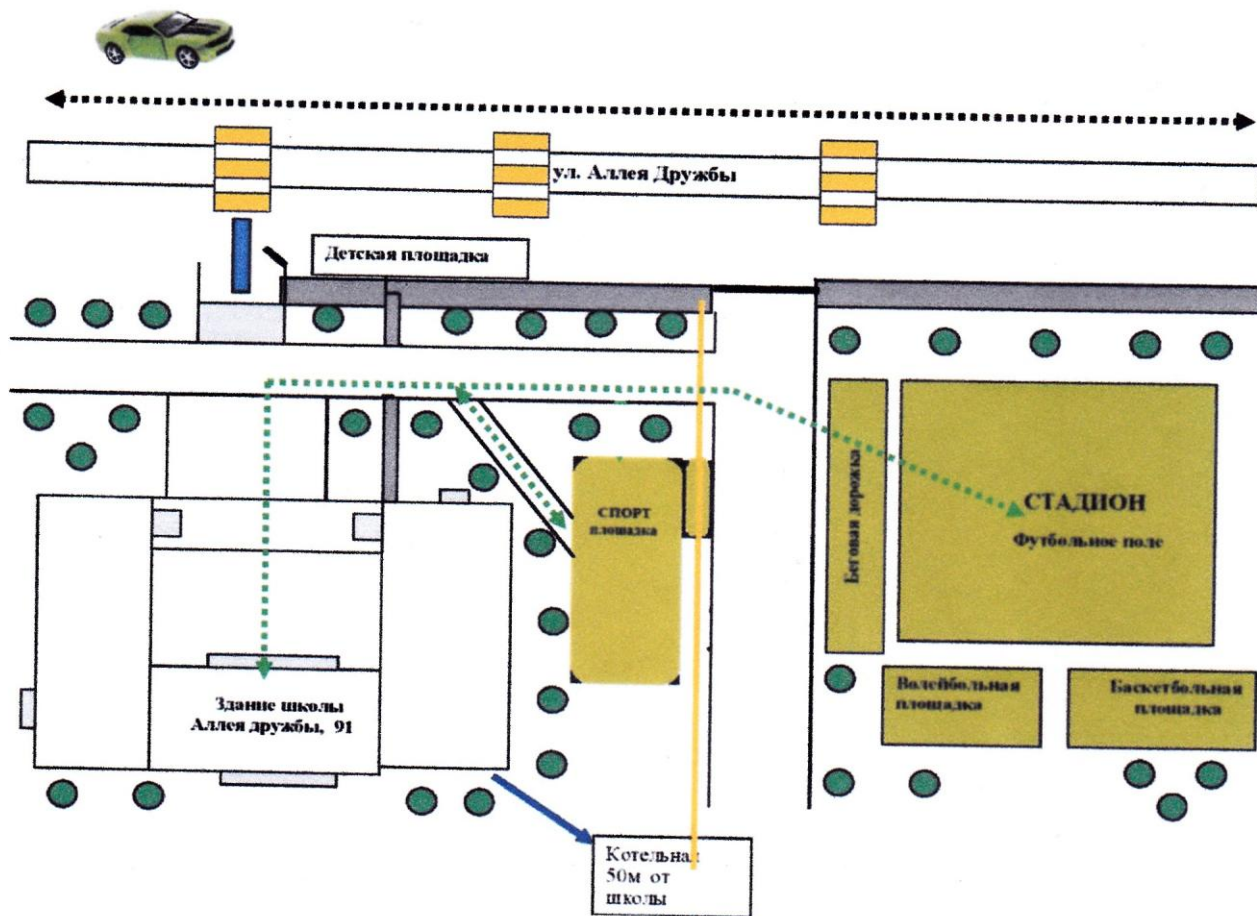 ул. Аллея Дружбы
Детская площадка
СПОРТ
площадка
Беговая дорожка
СТАДИОН
Футбольное поле
Волейбольная
площадка
Баскетбольная
площадка
Здание школы
Аллея дружбы, 91
Котельная
50м от
школы